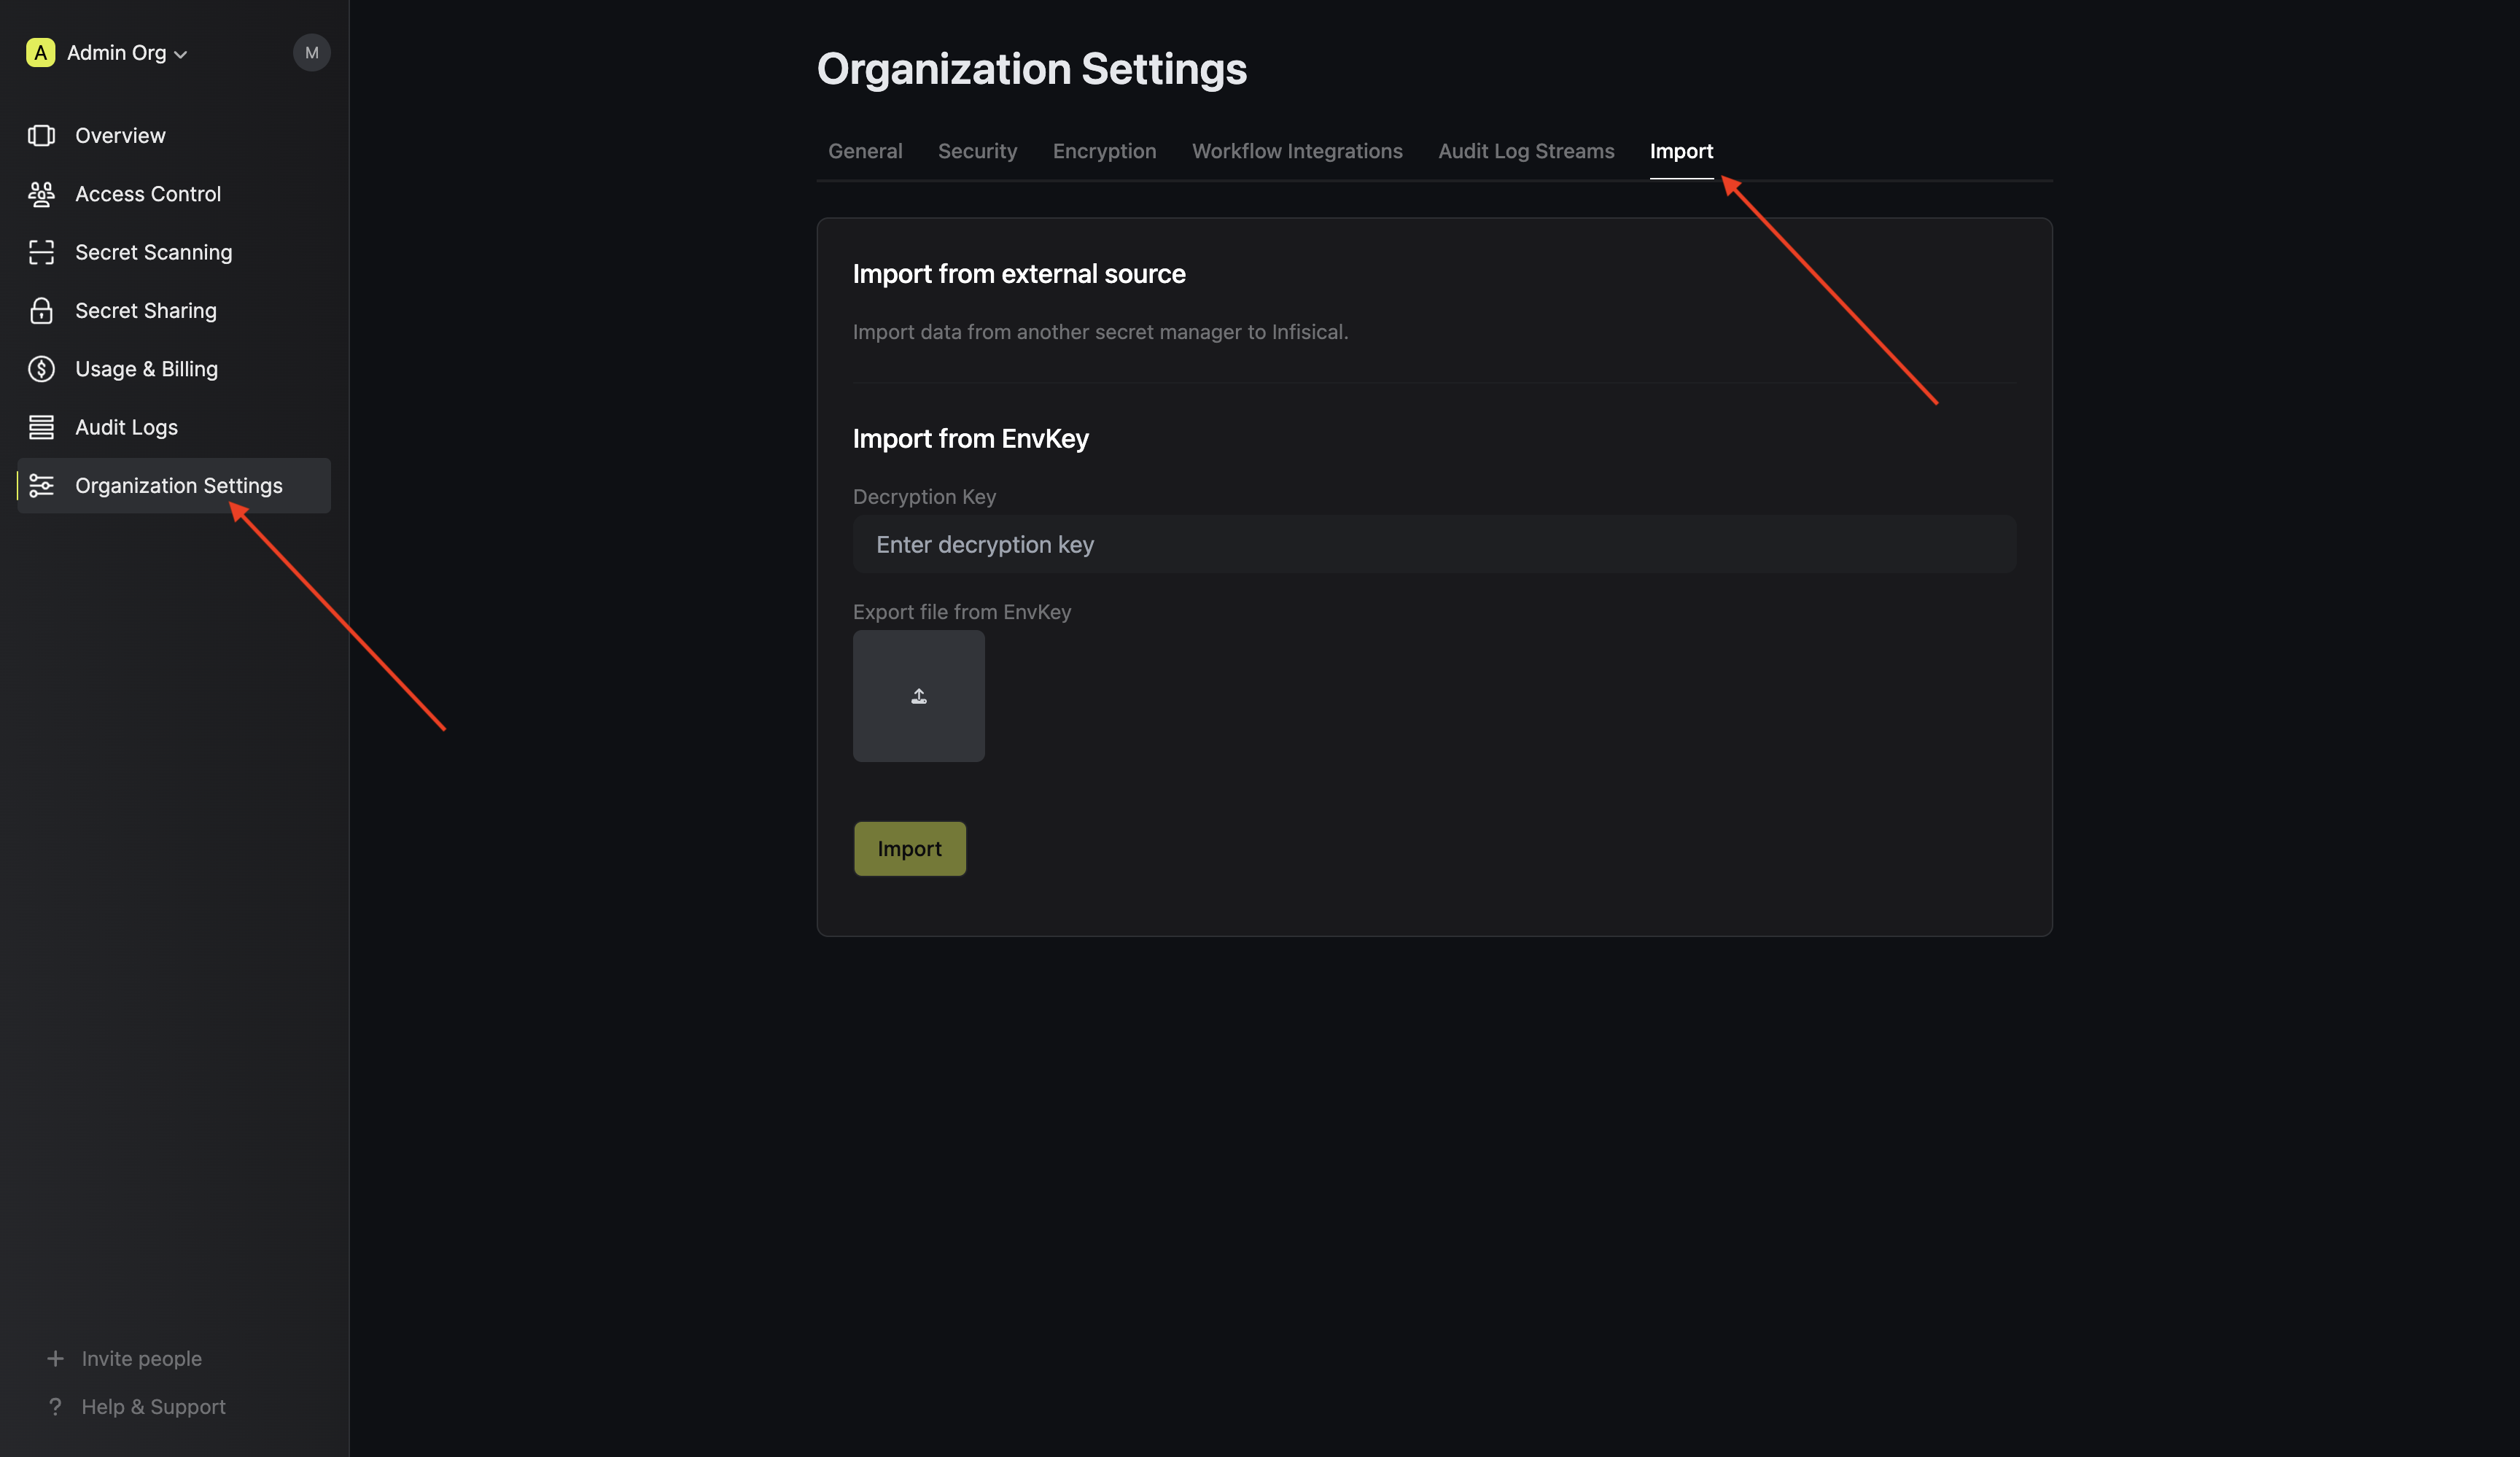 A Admin Org M
Overview
Access Control
Secret Scanning
Secret Sharing
Usage & Billing
Audit Logs
Organization Settings
+ Invite people
? Help & Support
Organization Settings
General Security Encryption Workflow Integrations Audit Log Streams Import
Import from external source
Import data from another secret manager to Infisical.
Import from EnvKey
Decryption Key
Enter decryption key
Export file from EnvKey
Import